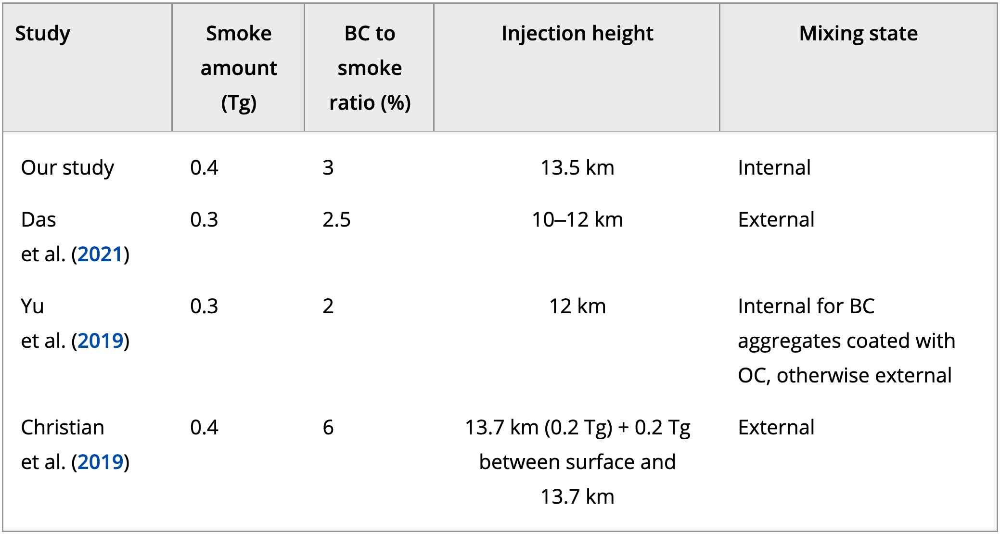 Study
Smoke
amount
(Tg)
BC to
smoke
ratio (%)
Injection height
Mixing state
Our study
0.4
3
13.5 km
Internal
Das
et al. (2021)
0.3
2.5
10–12 km
External
Yu
et al. (2019)
0.3
2
12 km
Internal for BC
aggregates coated with
OC, otherwise external
Christian
et al. (2019)
0.4
6
13.7 km (0.2 Tg) + 0.2 Tg
between surface and
13.7 km
External